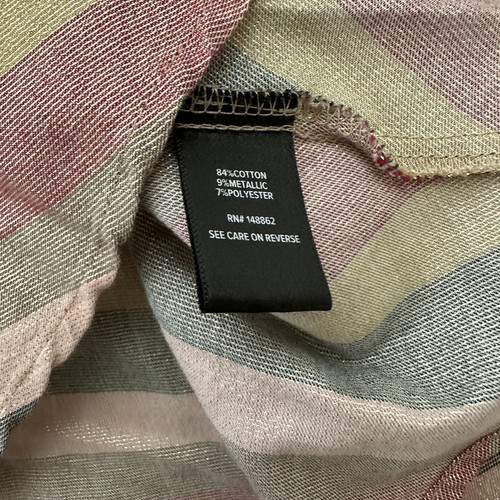 84%COTTON
9%METALLIC
7%POLYESTER
RN# 148862
SEE CARE ON REVERSE